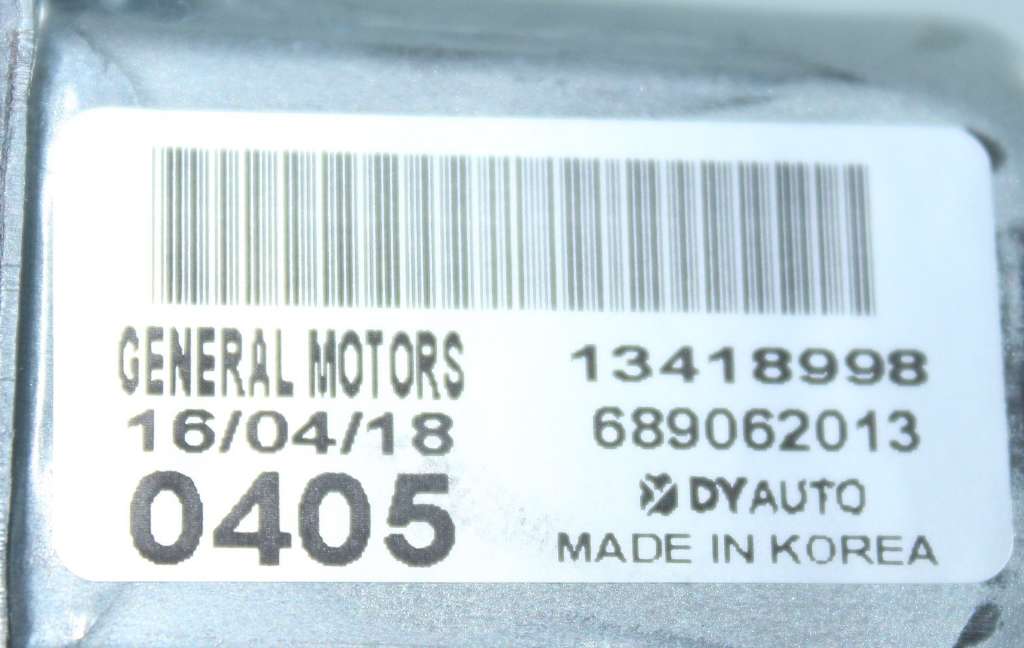 GENERAL MOTORS 13418998
16/04/18 689062013
0405 DYAUTO
MADE IN KOREA